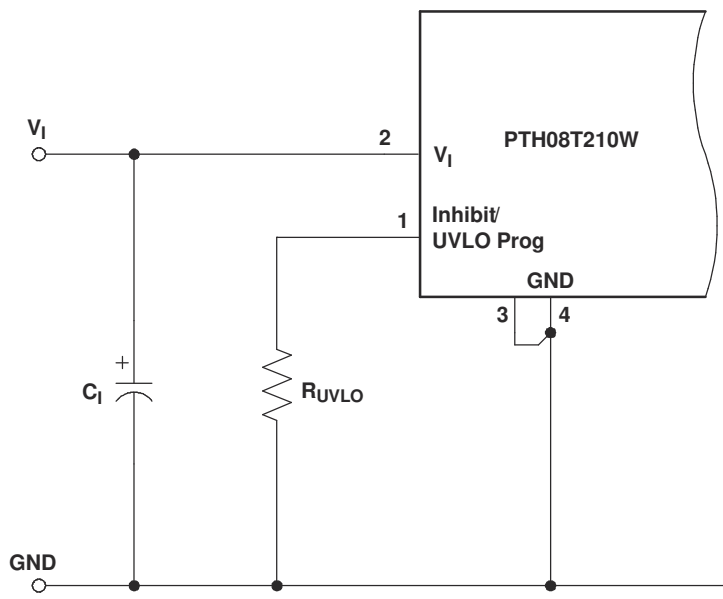 V_I
2
V_I
PTH08T210W
1
Inhibit/
UVLO Prog
GND
3
4
+
C_I
R_UVLO
GND